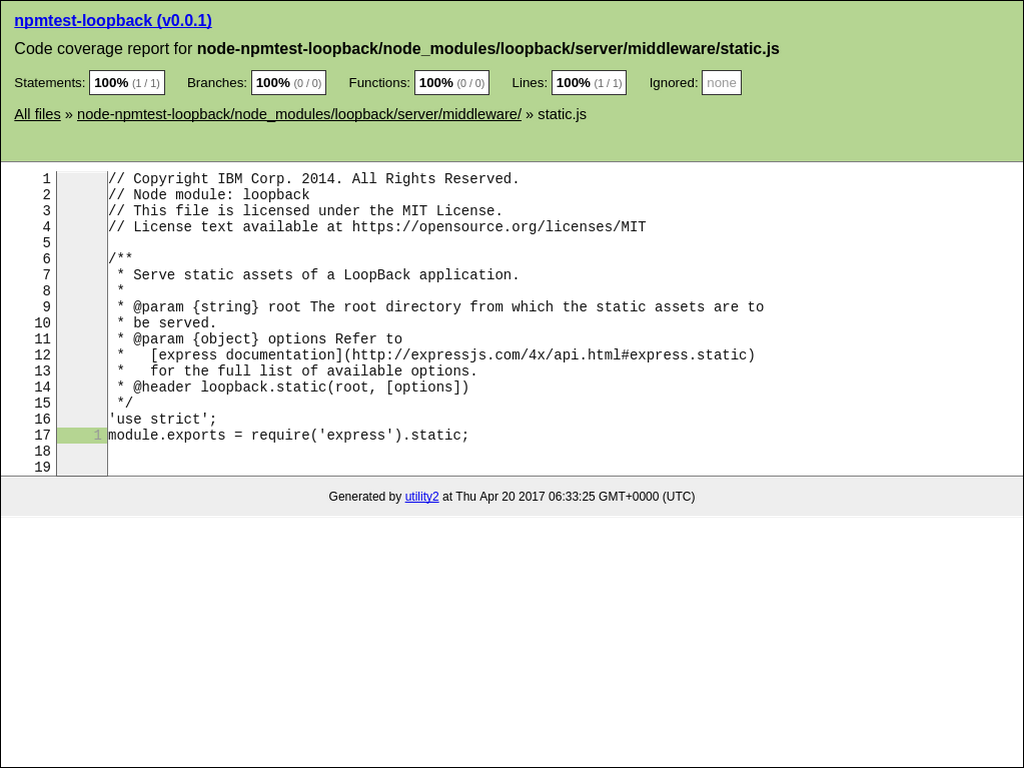 npmtest-loopback (v0.0.1)
Code coverage report for node-npmtest-loopback/node_modules/loopback/server/middleware/static.js
Statements: 100% (1 / 1) Branches: 100% (0 / 0) Functions: 100% (0 / 0) Lines: 100% (1 / 1) Ignored: none
All files » node-npmtest-loopback/node_modules/loopback/server/middleware/ » static.js
1 // Copyright IBM Corp. 2014. All Rights Reserved.
2 // Node module: loopback
3 // This file is licensed under the MIT License.
4 // License text available at https://opensource.org/licenses/MIT
5
6 /**
7  * Serve static assets of a LoopBack application.
8  *
9  * @param {string} root The root directory from which the static assets are to
10  * be served.
11  * @param {object} options Refer to
12  *   [express documentation](http://expressjs.com/4x/api.html#express.static)
13  *   for the full list of available options.
14  * @header loopback.static(root, [options])
15  */
16 'use strict';
17 1 module.exports = require('express').static;
18
19
Generated by utility2 at Thu Apr 20 2017 06:33:25 GMT+0000 (UTC)